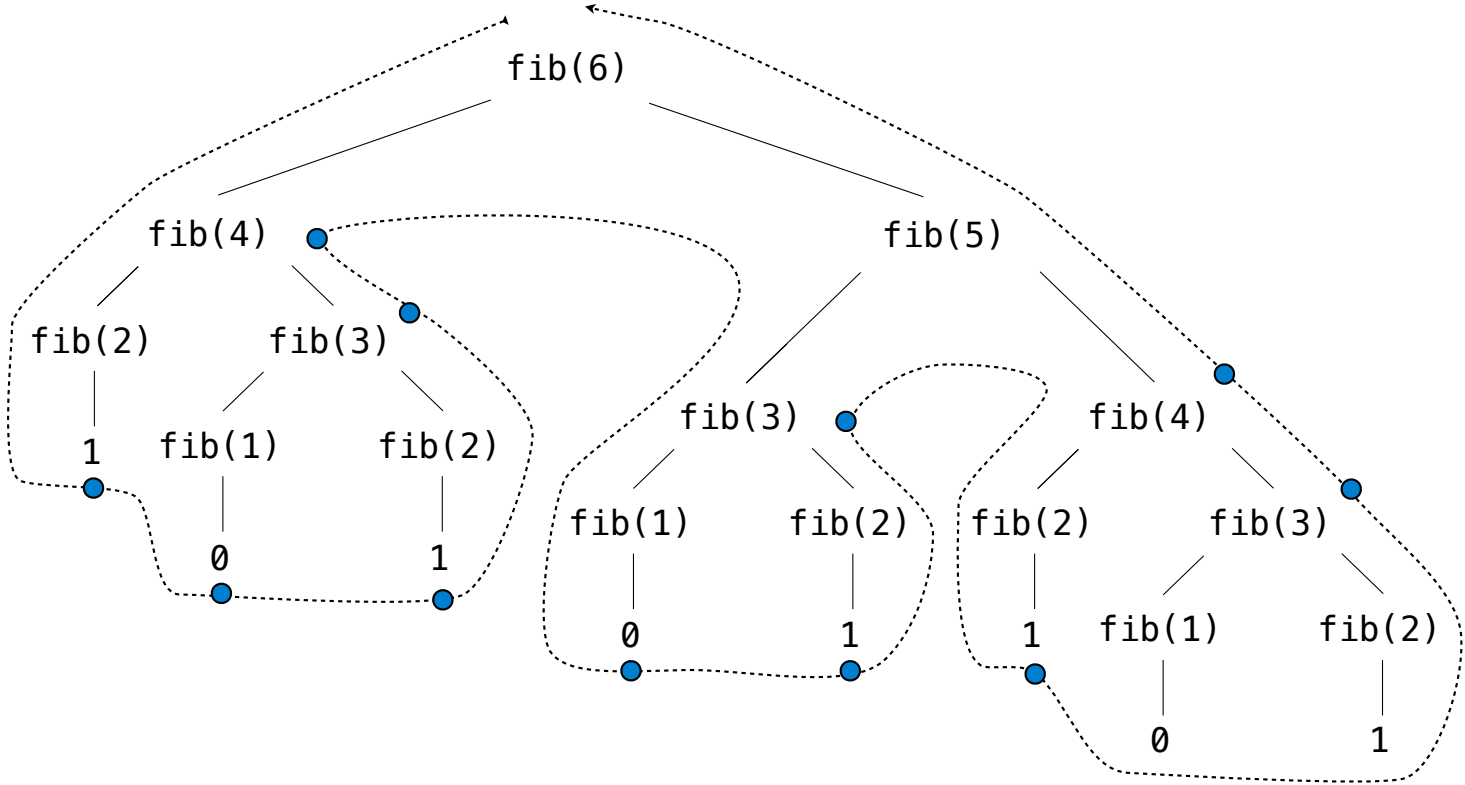 fib(6)
fib(4) fib(5)
fib(2) fib(3)
fib(3) fib(4)
1 fib(1) fib(2)
fib(1) fib(2) fib(2) fib(3)
0 1
0 1 1 fib(1) fib(2)
0 1